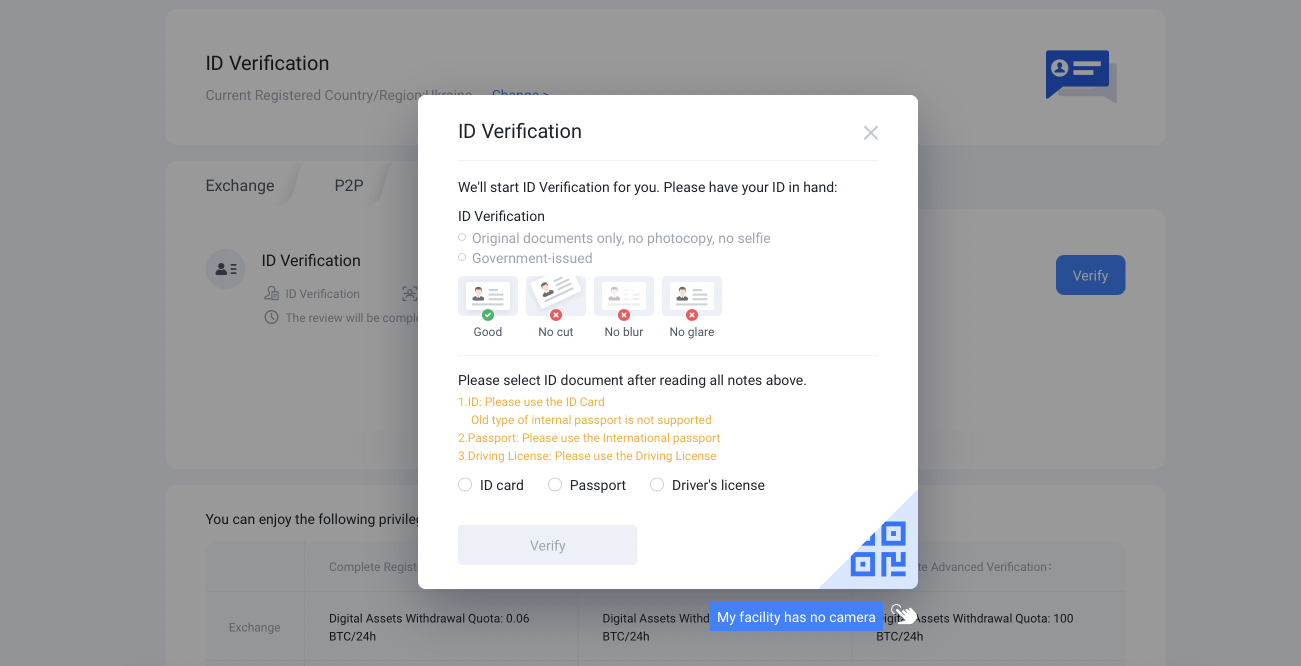 ID Verification
Current Registered Country/Region:Ukraine Change >
Exchange P2P
ID Verification
ID Verification
The review will be
Verify
You can enjoy the following
Complete
Advanced Verification:
Exchange
Digital Assets Withdrawal Quota: 0.06
BTC/24h
Digital Assets
BTC/24h
Assets Withdrawal Quota: 100
BTC/24h
ID Verification
We'll start ID Verification for you. Please have your ID in hand:
ID Verification
Original documents only, no photocopy, no selfie
Government-issued
Good No cut No blur No glare
Please select ID document after reading all notes above.
1.ID: Please use the ID Card
Old type of internal passport is not supported
2.Passport: Please use the International passport
3.Driving License: Please use the Driving License
ID card Passport Driver's license
Verify
My facility has no camera